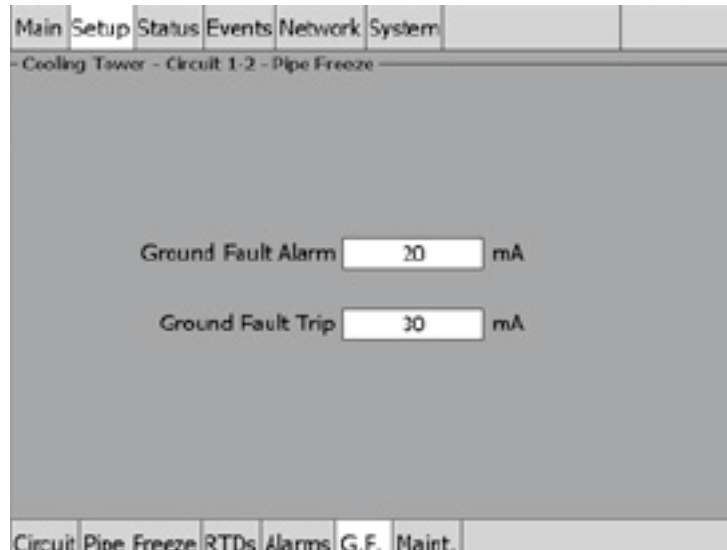 Main Setup Status Events Network System
Cooling Tower - Circuit 1-2 - Pipe Freeze
Ground Fault Alarm 20 mA
Ground Fault Trip 30 mA
Circuit Pipe Freeze RTDs Alarms G.F. Maint.